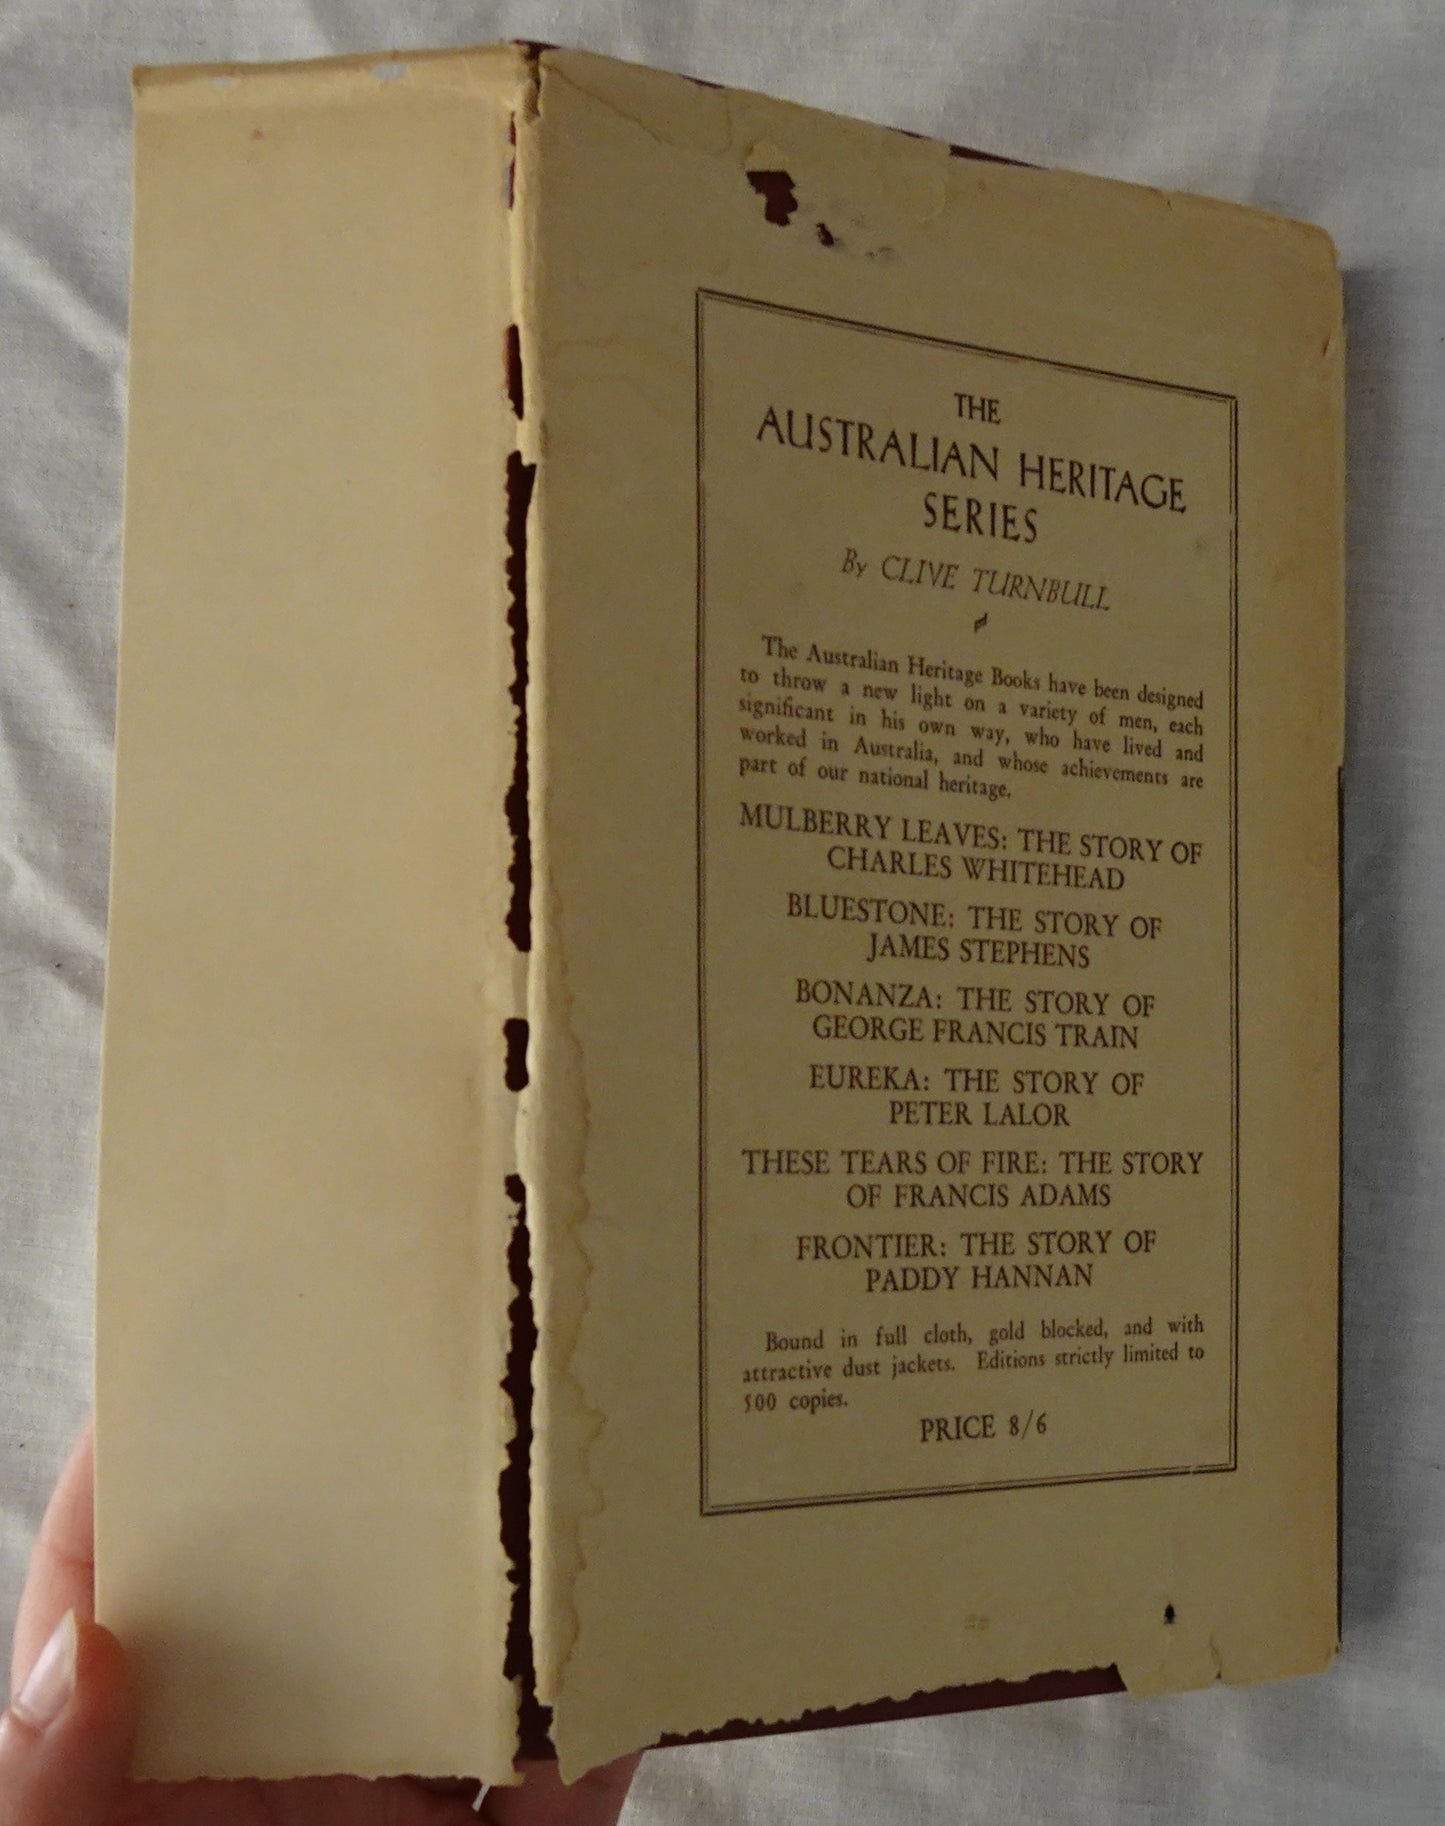 THE
AUSTRALIAN HERITAGE
SERIES
By CLIVE TURNBULL
The Australian Heritage Books have been designed
to throw a new light on a variety of men, each
significant in his own way, who have lived and
worked in Australia, and whose achievements are
part of our national heritage.
MULBERRY LEAVES: THE STORY OF
CHARLES WHITEHEAD
BLUESTONE: THE STORY OF
JAMES STEPHENS
BONANZA: THE STORY OF
GEORGE FRANCIS TRAIN
EUREKA: THE STORY OF
PETER LALOR
THESE TEARS OF FIRE: THE STORY
OF FRANCIS ADAMS
FRONTIER: THE STORY OF
PADDY HANNAN
Bound in full cloth, gold blocked, and with
attractive dust jackets. Editions strictly limited to
500 copies.
PRICE 8/6